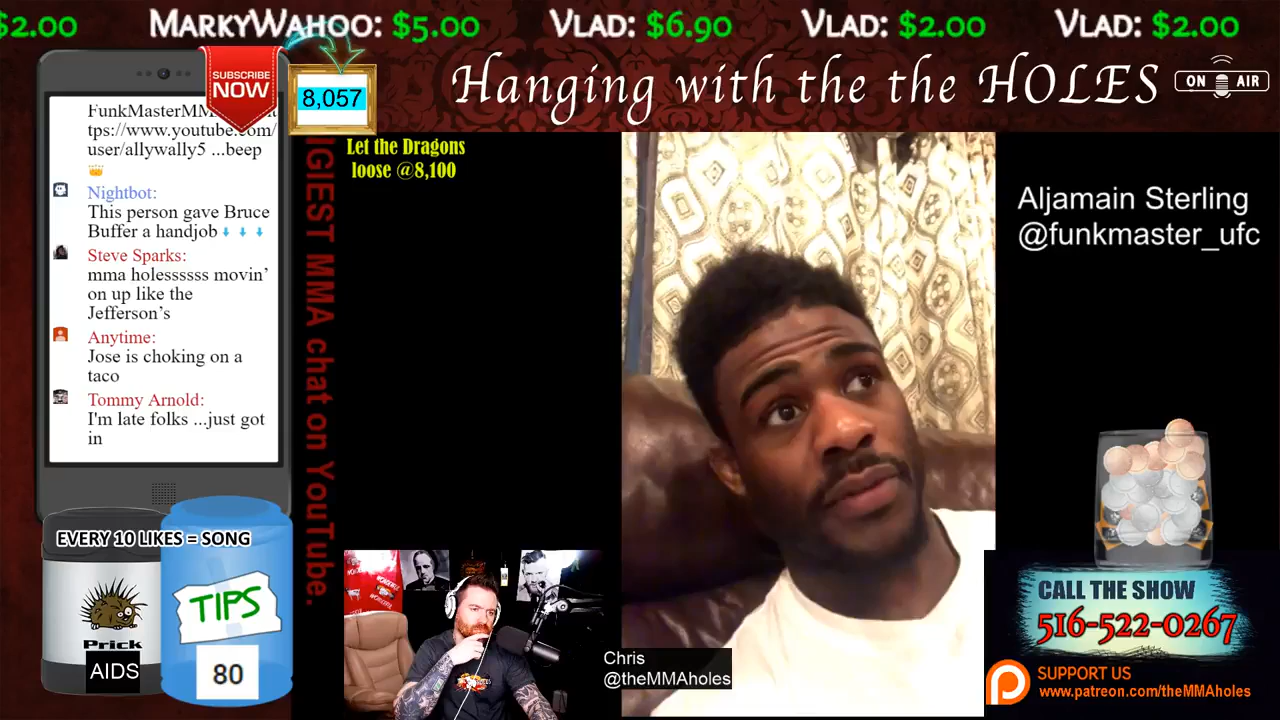 $2.00 MARKYWAHOO: $5.00 VLAD: $6.90 VLAD: $2.00 VLAD: $2.00
SUBSCRIBE
NOW
8,057
Hanging with the the HOLES
ON AIR
FunkMasterMM
tps://www.youtube.com/
user/allywally5 ...beep
Nightbot:
This person gave Bruce
Buffer a handjob
Steve Sparks:
mma holessssss movin'
on up like the
Jefferson's
Anytime:
Jose is choking on a
taco
Tommy Arnold:
I'm late folks ...just got
in
IGIEST MMA chat on YouTube.
Let the Dragons
loose @8,100
Aljamain Sterling
@funkmaster_ufc
EVERY 10 LIKES = SONG
Prick
AIDS
TIPS
80
Chris
@theMMAholes
CALL THE SHOW
516-522-0267
SUPPORT US
www.patreon.com/theMMAholes